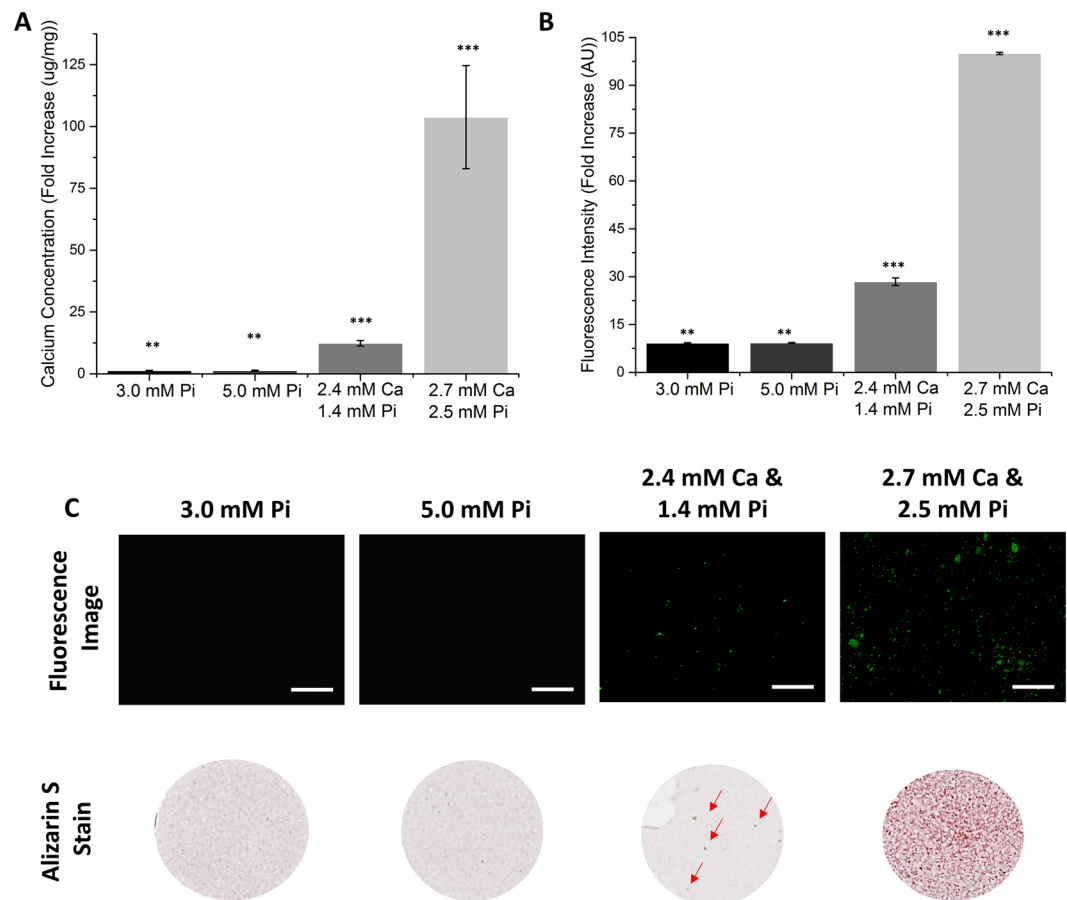 A
Calcium Concentration (Fold Increase (ug/mg))
125
100
75
50
25
0
**
**
***
***
3.0 mM Pi
5.0 mM Pi
2.4 mM Ca
1.4 mM Pi
2.7 mM Ca
2.5 mM Pi
B
Fluorescence Intensity (Fold Increase (AU))
105
90
75
60
45
30
15
0
**
**
***
***
3.0 mM Pi
5.0 mM Pi
2.4 mM Ca
1.4 mM Pi
2.7 mM Ca
2.5 mM Pi
C
3.0 mM Pi
5.0 mM Pi
2.4 mM Ca &
1.4 mM Pi
2.7 mM Ca &
2.5 mM Pi
Fluorescence
Image
Alizarin S
Stain